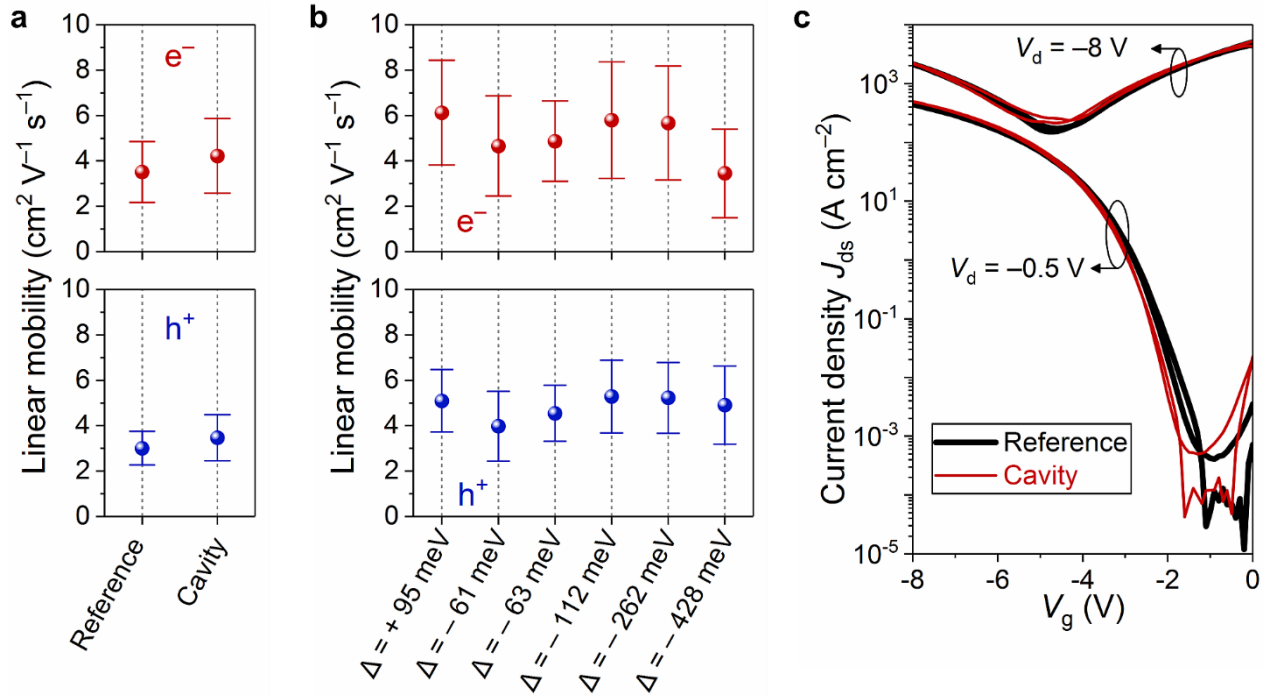 a
b
c
Linear mobility (cm² V⁻¹ s⁻¹)
10
8
6
4
2
0
e⁻
10
8
6
4
2
0
h⁺
Reference
Cavity
Linear mobility (cm² V⁻¹ s⁻¹)
10
8
6
4
2
0
e⁻
10
8
6
4
2
0
h⁺
Δ = + 95 meV
Δ = − 61 meV
Δ = − 63 meV
Δ = − 112 meV
Δ = − 262 meV
Δ = − 428 meV
Current density J_ds (A cm⁻²)
10³
10¹
10⁻¹
10⁻³
10⁻⁵
V_d = −8 V
V_d = −0.5 V
Reference
Cavity
-8
-6
-4
-2
0
V_g (V)